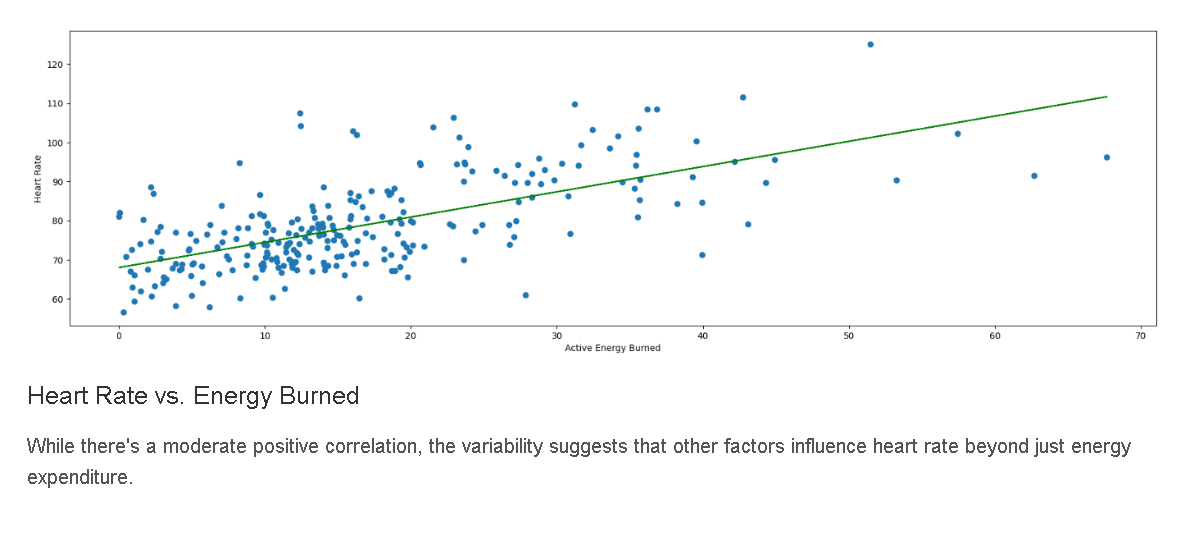 120
110
100
90
80
70
60
Heart Rate
0 10 20 30 40 50 60 70
Active Energy Burned
Heart Rate vs. Energy Burned
While there's a moderate positive correlation, the variability suggests that other factors influence heart rate beyond just energy
expenditure.